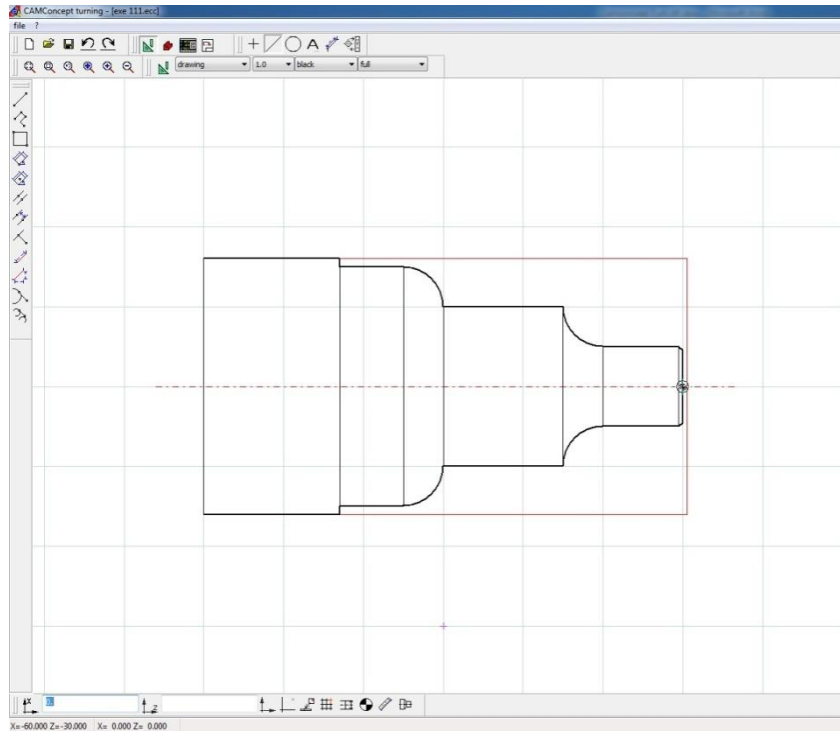 CAMConcept turning - [exe 111.ecc]
file ?
A
drawing 1.0 black full
X
Z
X=-60.000 Z=-30.000 X= 0.000 Z= 0.000